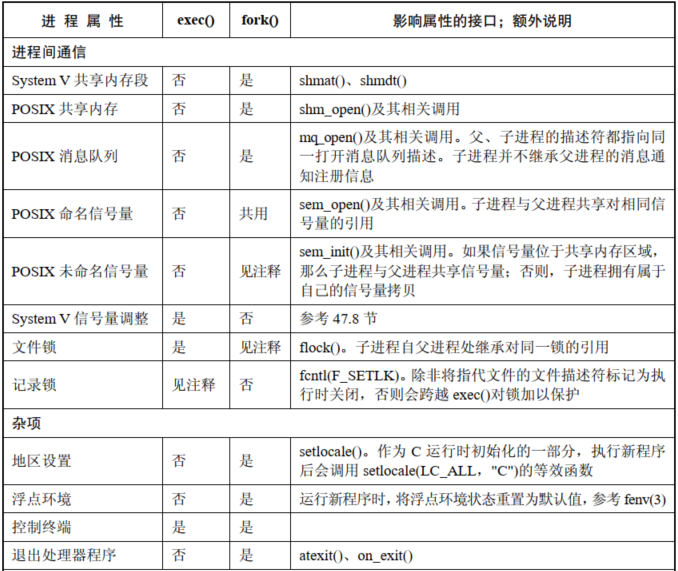 进 程 属 性 exec() fork() 影响属性的接口；额外说明
进程间通信
System V 共享内存段 否 是 shmat()、shmdt()
POSIX 共享内存 否 是 shm_open()及其相关调用
POSIX 消息队列 否 是 mq_open()及其相关调用。父、子进程的描述符都指向同
一打开消息队列描述。子进程并不继承父进程的消息通
知注册信息
POSIX 命名信号量 否 共用 sem_open()及其相关调用。子进程与父进程共享对相同信
号量的引用
POSIX 未命名信号量 否 见注释 sem_init()及其相关调用。如果信号量位于共享内存区域，
那么子进程与父进程共享信号量；否则，子进程拥有属于
自己的信号量拷贝
System V 信号量调整 是 否 参考 47.8 节
文件锁 是 见注释 flock()。子进程自父进程处继承对同一锁的引用
记录锁 见注释 否 fcntl(F_SETLK)。除非将指代文件的文件描述符标记为执
行时关闭，否则会跨越 exec()对锁加以保护
杂项
地区设置 否 是 setlocale()。作为 C 运行时初始化的一部分，执行新程序
后会调用 setlocale(LC_ALL，"C")的等效函数
浮点环境 否 是 运行新程序时，将浮点环境状态重置为默认值，参考 fenv(3)
控制终端 是 是
退出处理器程序 否 是 atexit()、on_exit()